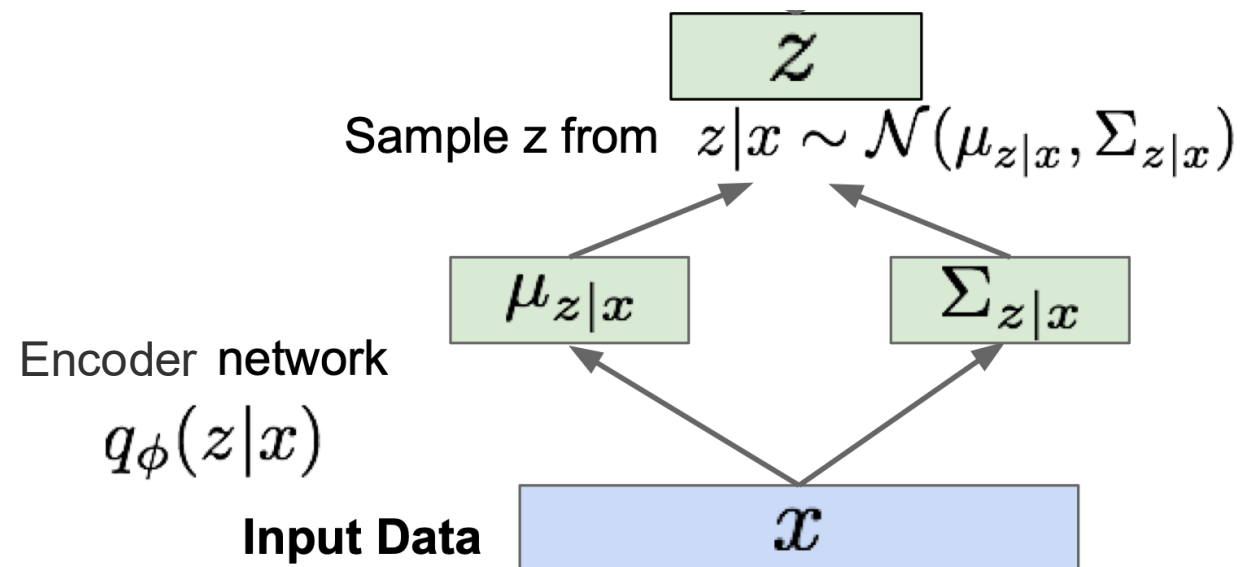 z
Sample z from z|x ∼ 𝒩(μ_{z|x}, Σ_{z|x})
μ_{z|x} Σ_{z|x}
Encoder network
q_ϕ(z|x)
Input Data x